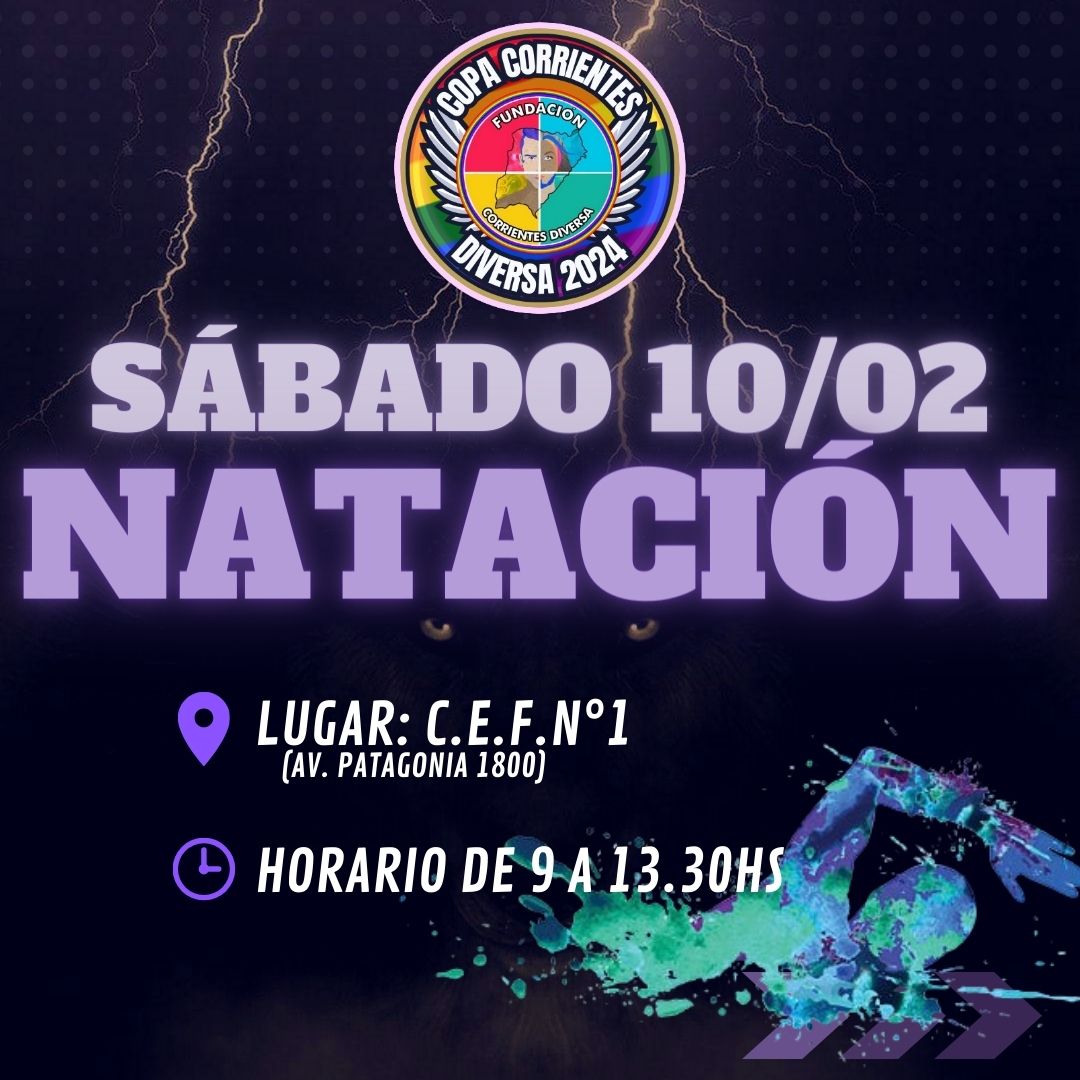 COPA CORRIENTES
FUNDACIÓN
CORRIENTES DIVERSA
DIVERSA 2024
SÁBADO 10/02
NATACIÓN
LUGAR: C.E.F.N°1
(AV. PATAGONIA 1800)
HORARIO DE 9 A 13.30HS